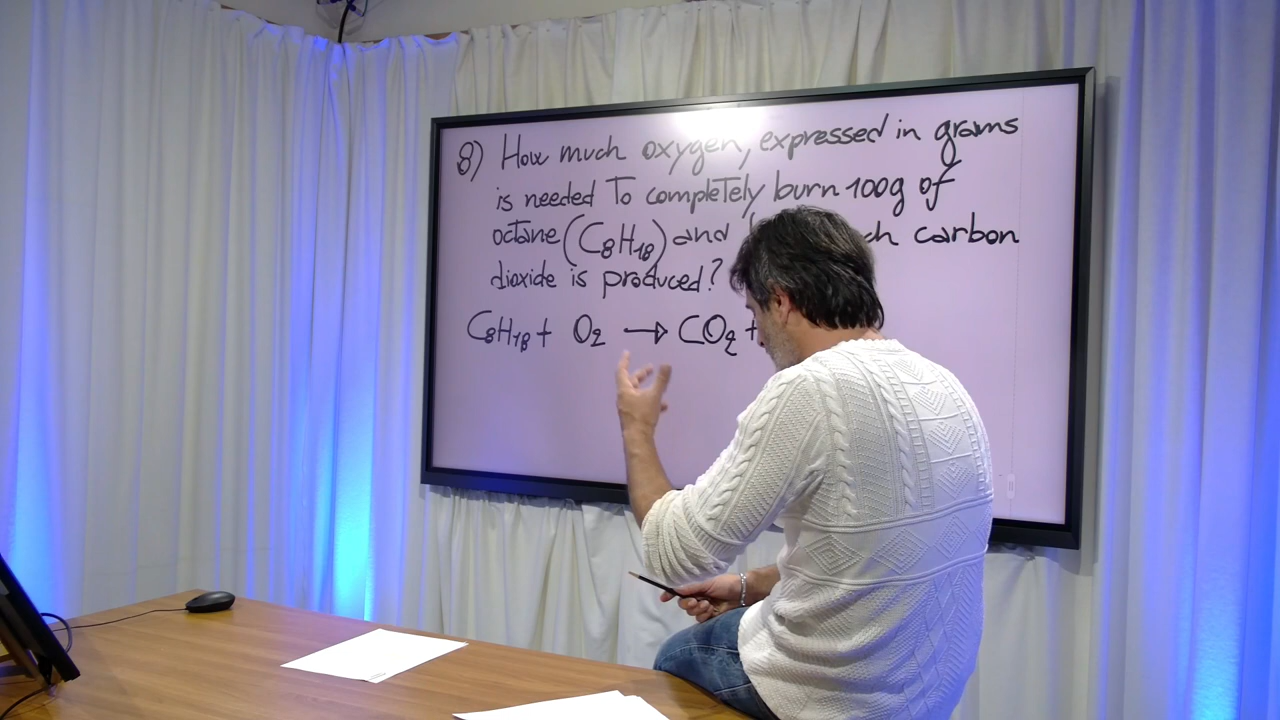 8) How much oxygen, expressed in grams
is needed to completely burn 100g of
octane (C₈H₁₈) and carbon
dioxide is produced?
C₈H₁₈ + O₂ → CO₂ +